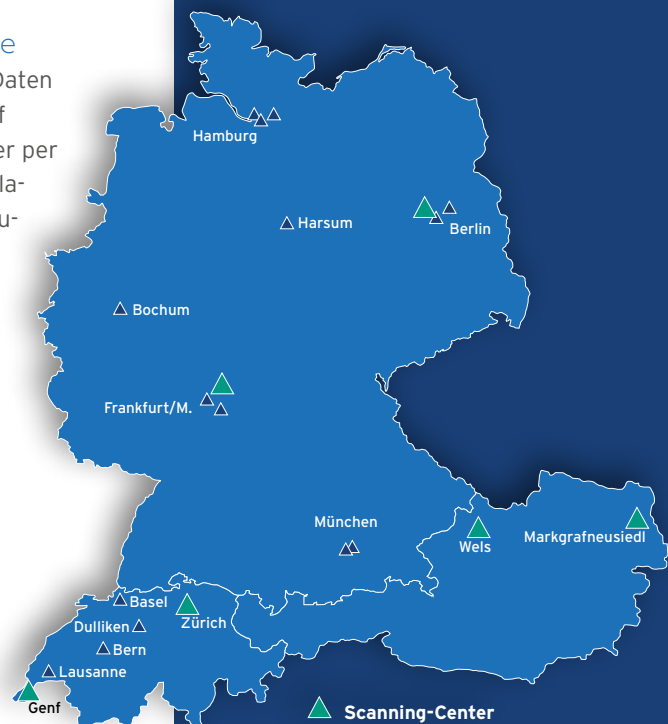 e
Daten
f
er per
la-
u-
Hamburg
Harsum
Berlin
Bochum
Frankfurt/M.
München
Wels
Markgrafneusiedl
Basel
Dulliken
Zürich
Bern
Lausanne
Genf
Scanning-Center